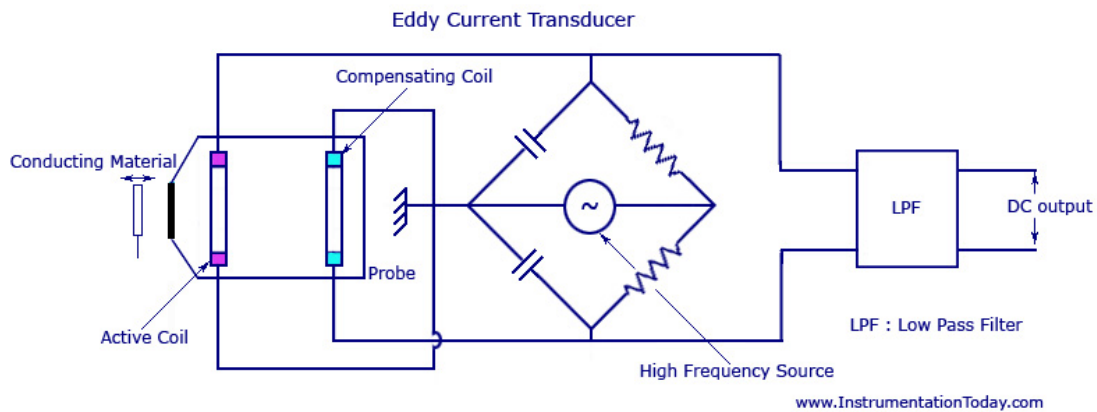 Eddy Current Transducer
Compensating Coil
Conducting Material
~
LPF
DC output
Probe
Active Coil
LPF : Low Pass Filter
High Frequency Source
www.InstrumentationToday.com